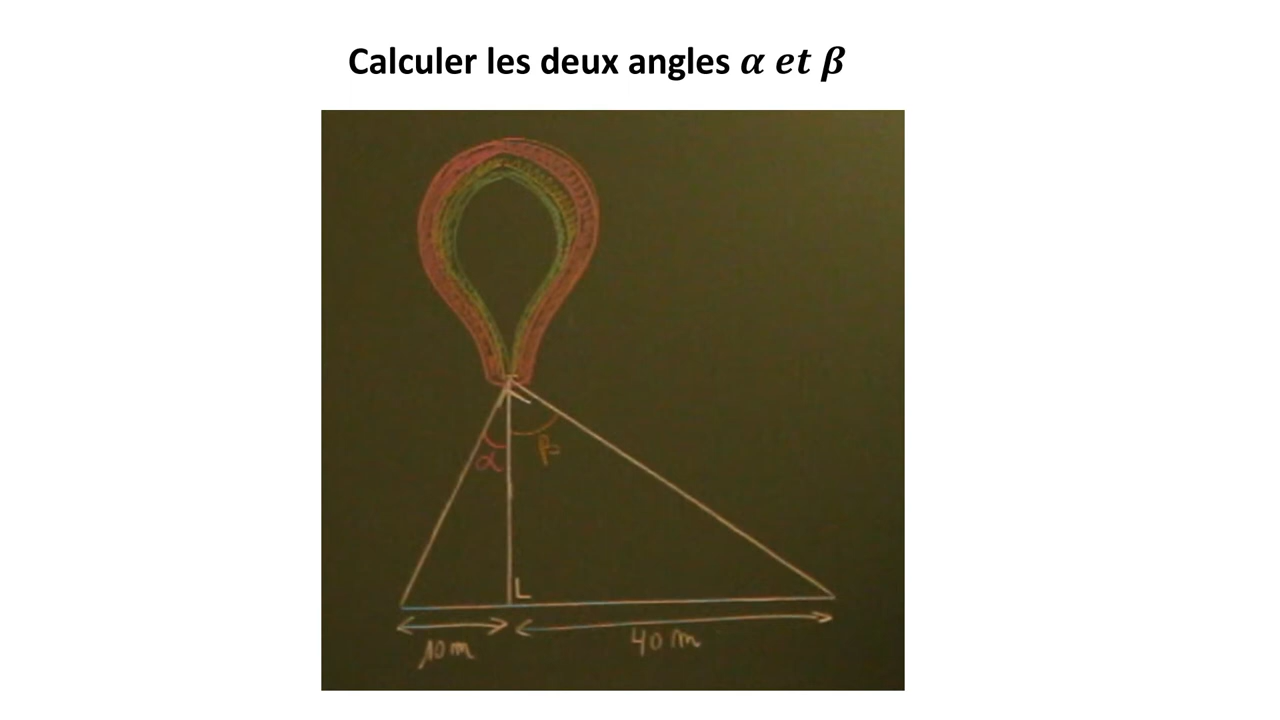 Calculer les deux angles α et β
α β
L
10 m 40 m